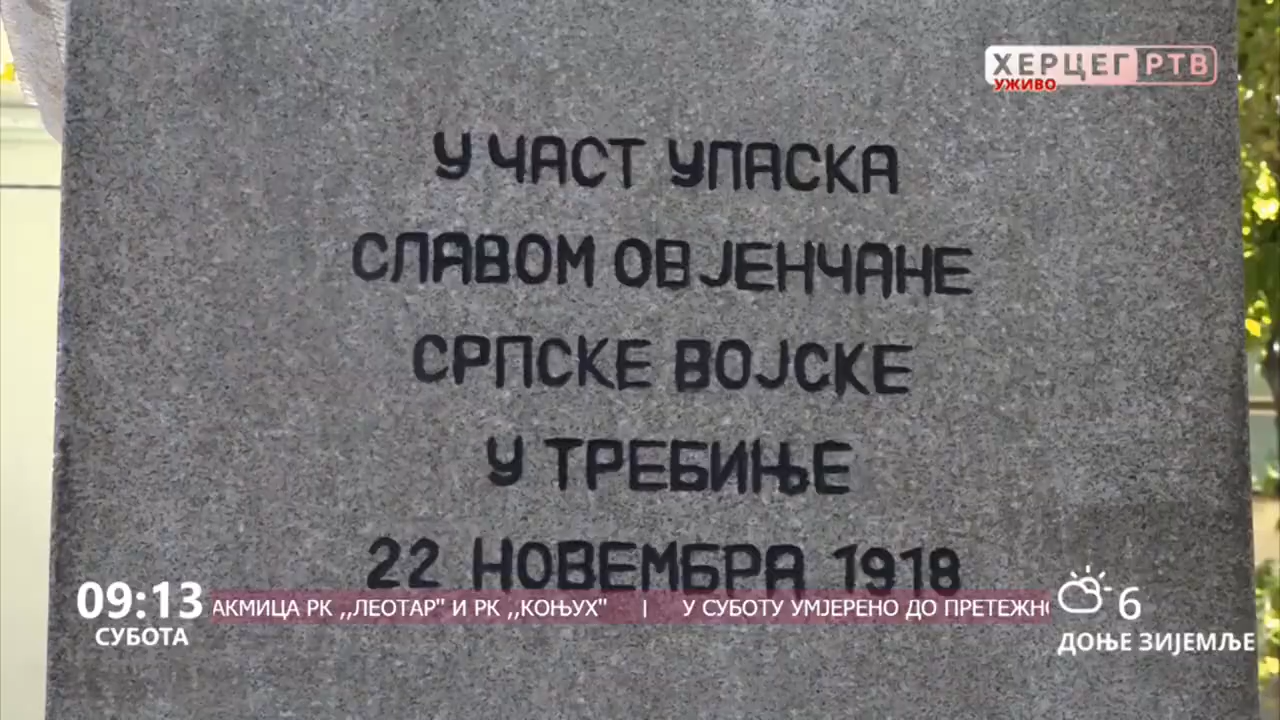 ХЕРЦЕГ РТВ
УЖИВО
У ЧАСТ УПАСКА
СЛАВОМ ОВЈЕНЧАНЕ
СРПСКЕ ВОЈСКЕ
У ТРЕБИЊЕ
22 НОВЕМБРА 1918
09:13
СУБОТА
АКМИЦА РК ,,ЛЕОТАР" И РК ,,КОЊУХ" | У СУБОТУ УМЈЕРЕНО ДО ПРЕТЕЖНО
6
ДОЊЕ ЗИЈЕМЉЕ